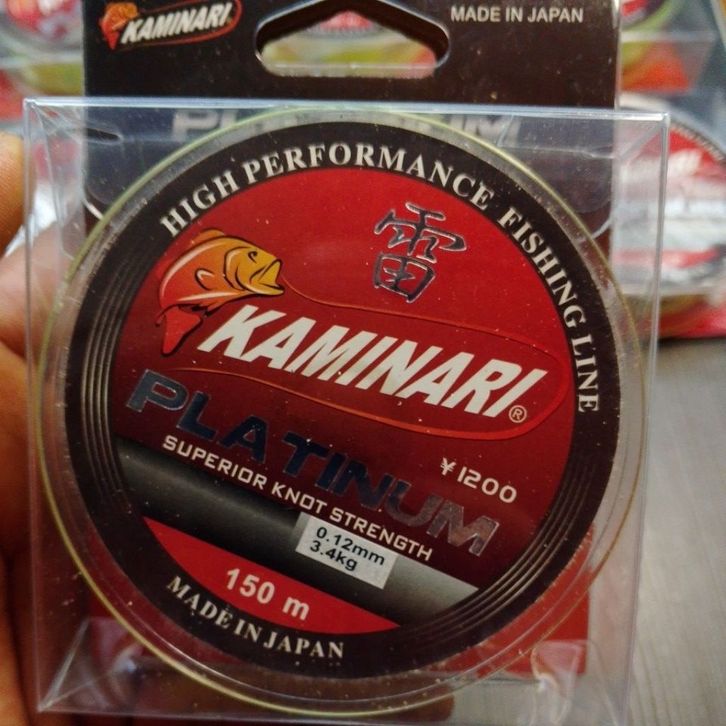 KAMINARI
MADE IN JAPAN
PLATINUM
HIGH PERFORMANCE FISHING LINE
雷
KAMINARI®
PLATINUM
SUPERIOR KNOT STRENGTH
¥1200
0.12mm
3.4kg
150 m
MADE IN JAPAN